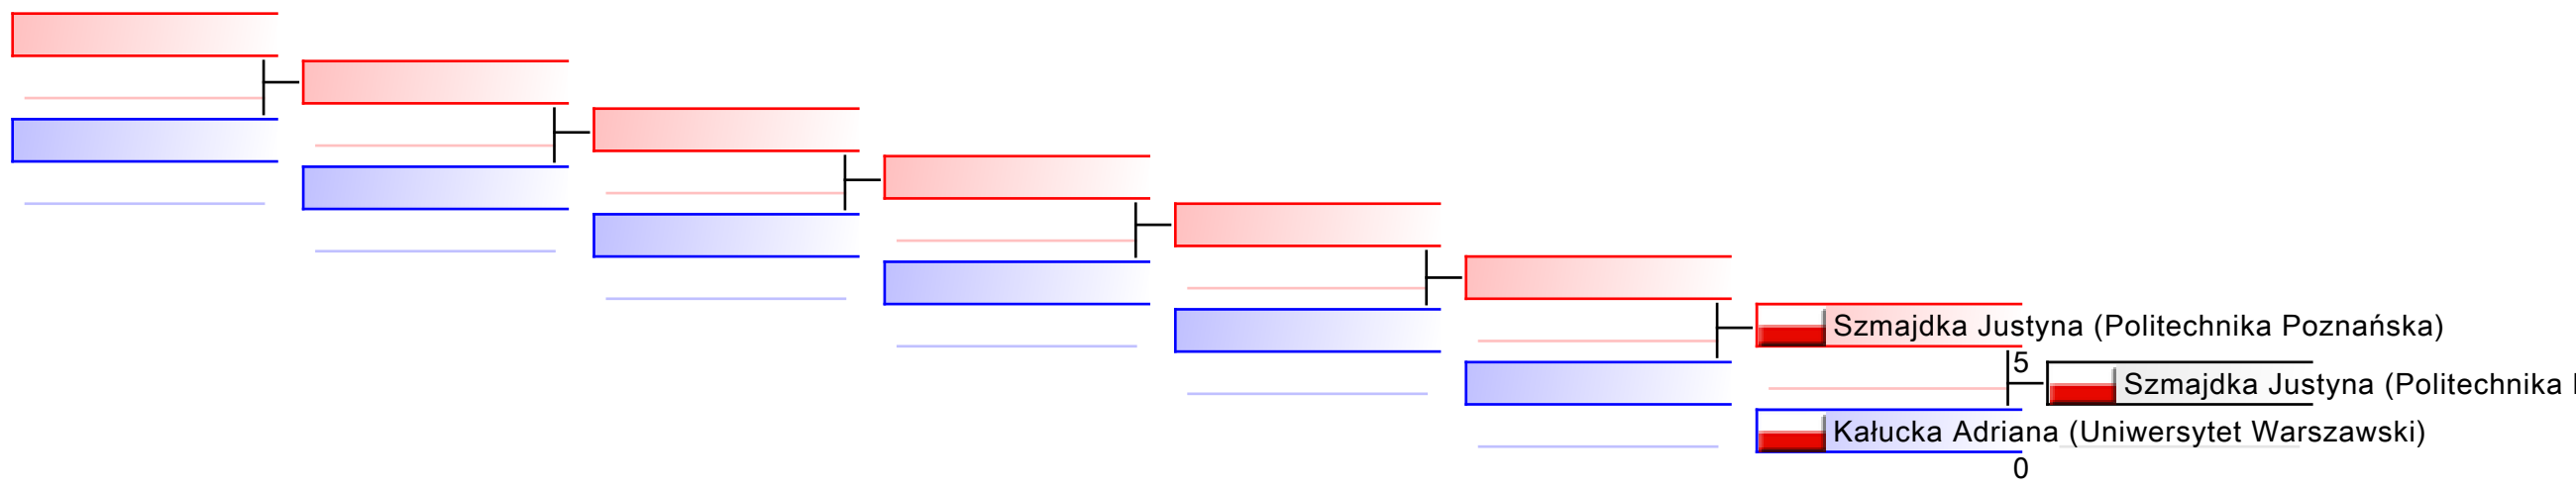 Szmajdka Justyna (Politechnika Poznańska)
5
Szmajdka Justyna (Politechnika
Kałucka Adriana (Uniwersytet Warszawski)
0